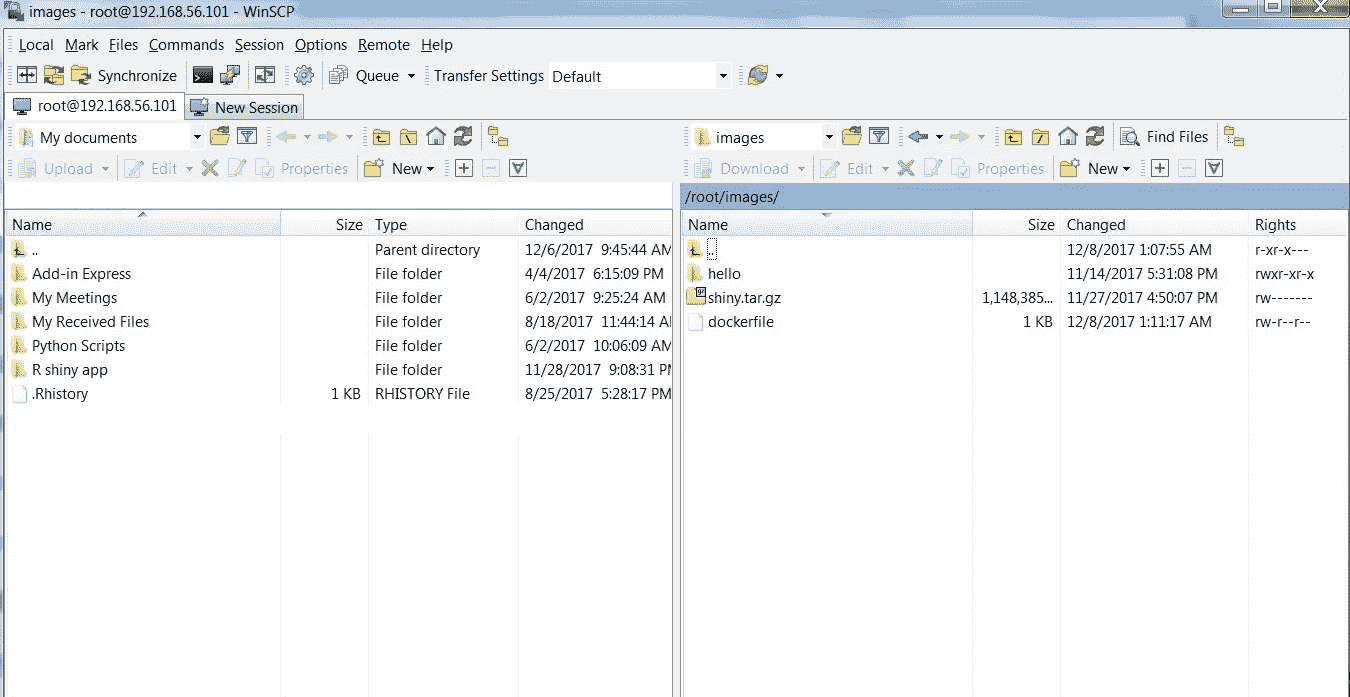 images - root@192.168.56.101 - WinSCP
Local Mark Files Commands Session Options Remote Help
Synchronize Queue Transfer Settings Default
root@192.168.56.101 New Session
My documents images Find Files
Upload Edit Properties New Download Edit Properties New
/root/images/
Name Size Type Changed Name Size Changed Rights
.. Parent directory 12/6/2017 9:45:44 AM .. 12/8/2017 1:07:55 AM r-xr-x---
Add-in Express File folder 4/4/2017 6:15:09 PM hello 11/14/2017 5:31:08 PM rwxr-xr-x
My Meetings File folder 6/2/2017 9:25:24 AM shiny.tar.gz 1,148,385... 11/27/2017 4:50:07 PM rw-------
My Received Files File folder 8/18/2017 11:44:14 A dockerfile 1 KB 12/8/2017 1:11:17 AM rw-r--r--
Python Scripts File folder 6/2/2017 10:06:09 AM
R shiny app File folder 11/28/2017 9:08:31 P
.Rhistory 1 KB RHISTORY File 8/25/2017 5:28:17 PM